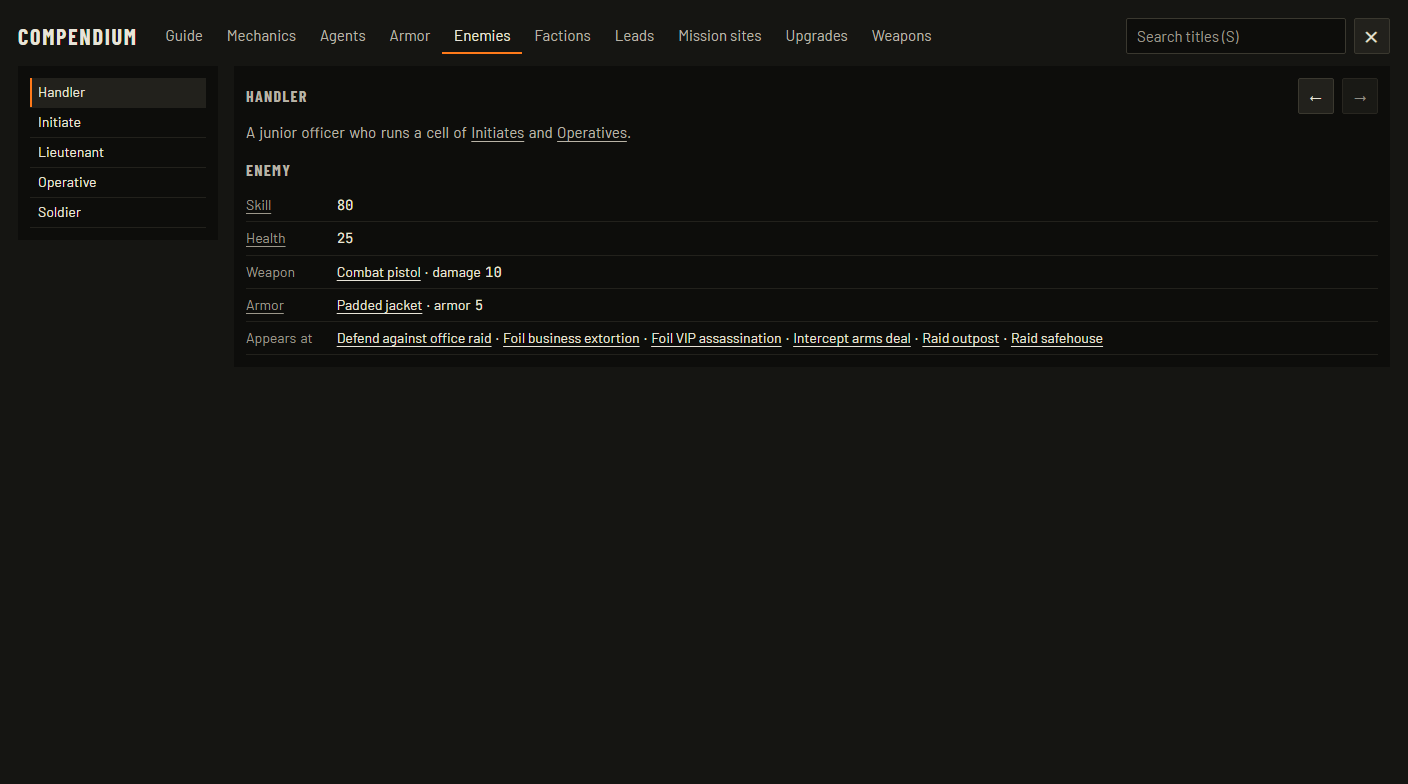 COMPENDIUM Guide Mechanics Agents Armor Enemies Factions Leads Mission sites Upgrades Weapons Search titles (S) ✕
Handler
Initiate
Lieutenant
Operative
Soldier
HANDLER ← →
A junior officer who runs a cell of Initiates and Operatives.
ENEMY
Skill 80
Health 25
Weapon Combat pistol · damage 10
Armor Padded jacket · armor 5
Appears at Defend against office raid · Foil business extortion · Foil VIP assassination · Intercept arms deal · Raid outpost · Raid safehouse